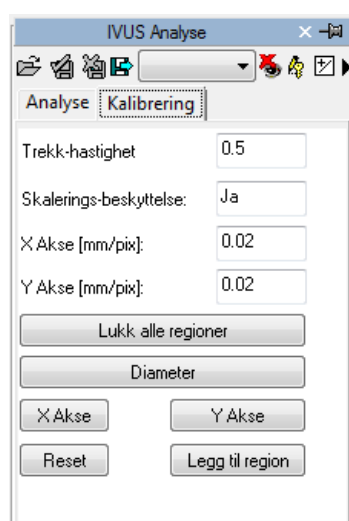 IVUS Analyse
Analyse Kalibrering
Trekk-hastighet 0.5
Skalerings-beskyttelse: Ja
X Akse [mm/pix]: 0.02
Y Akse [mm/pix]: 0.02
Lukk alle regioner
Diameter
X Akse Y Akse
Reset Legg til region